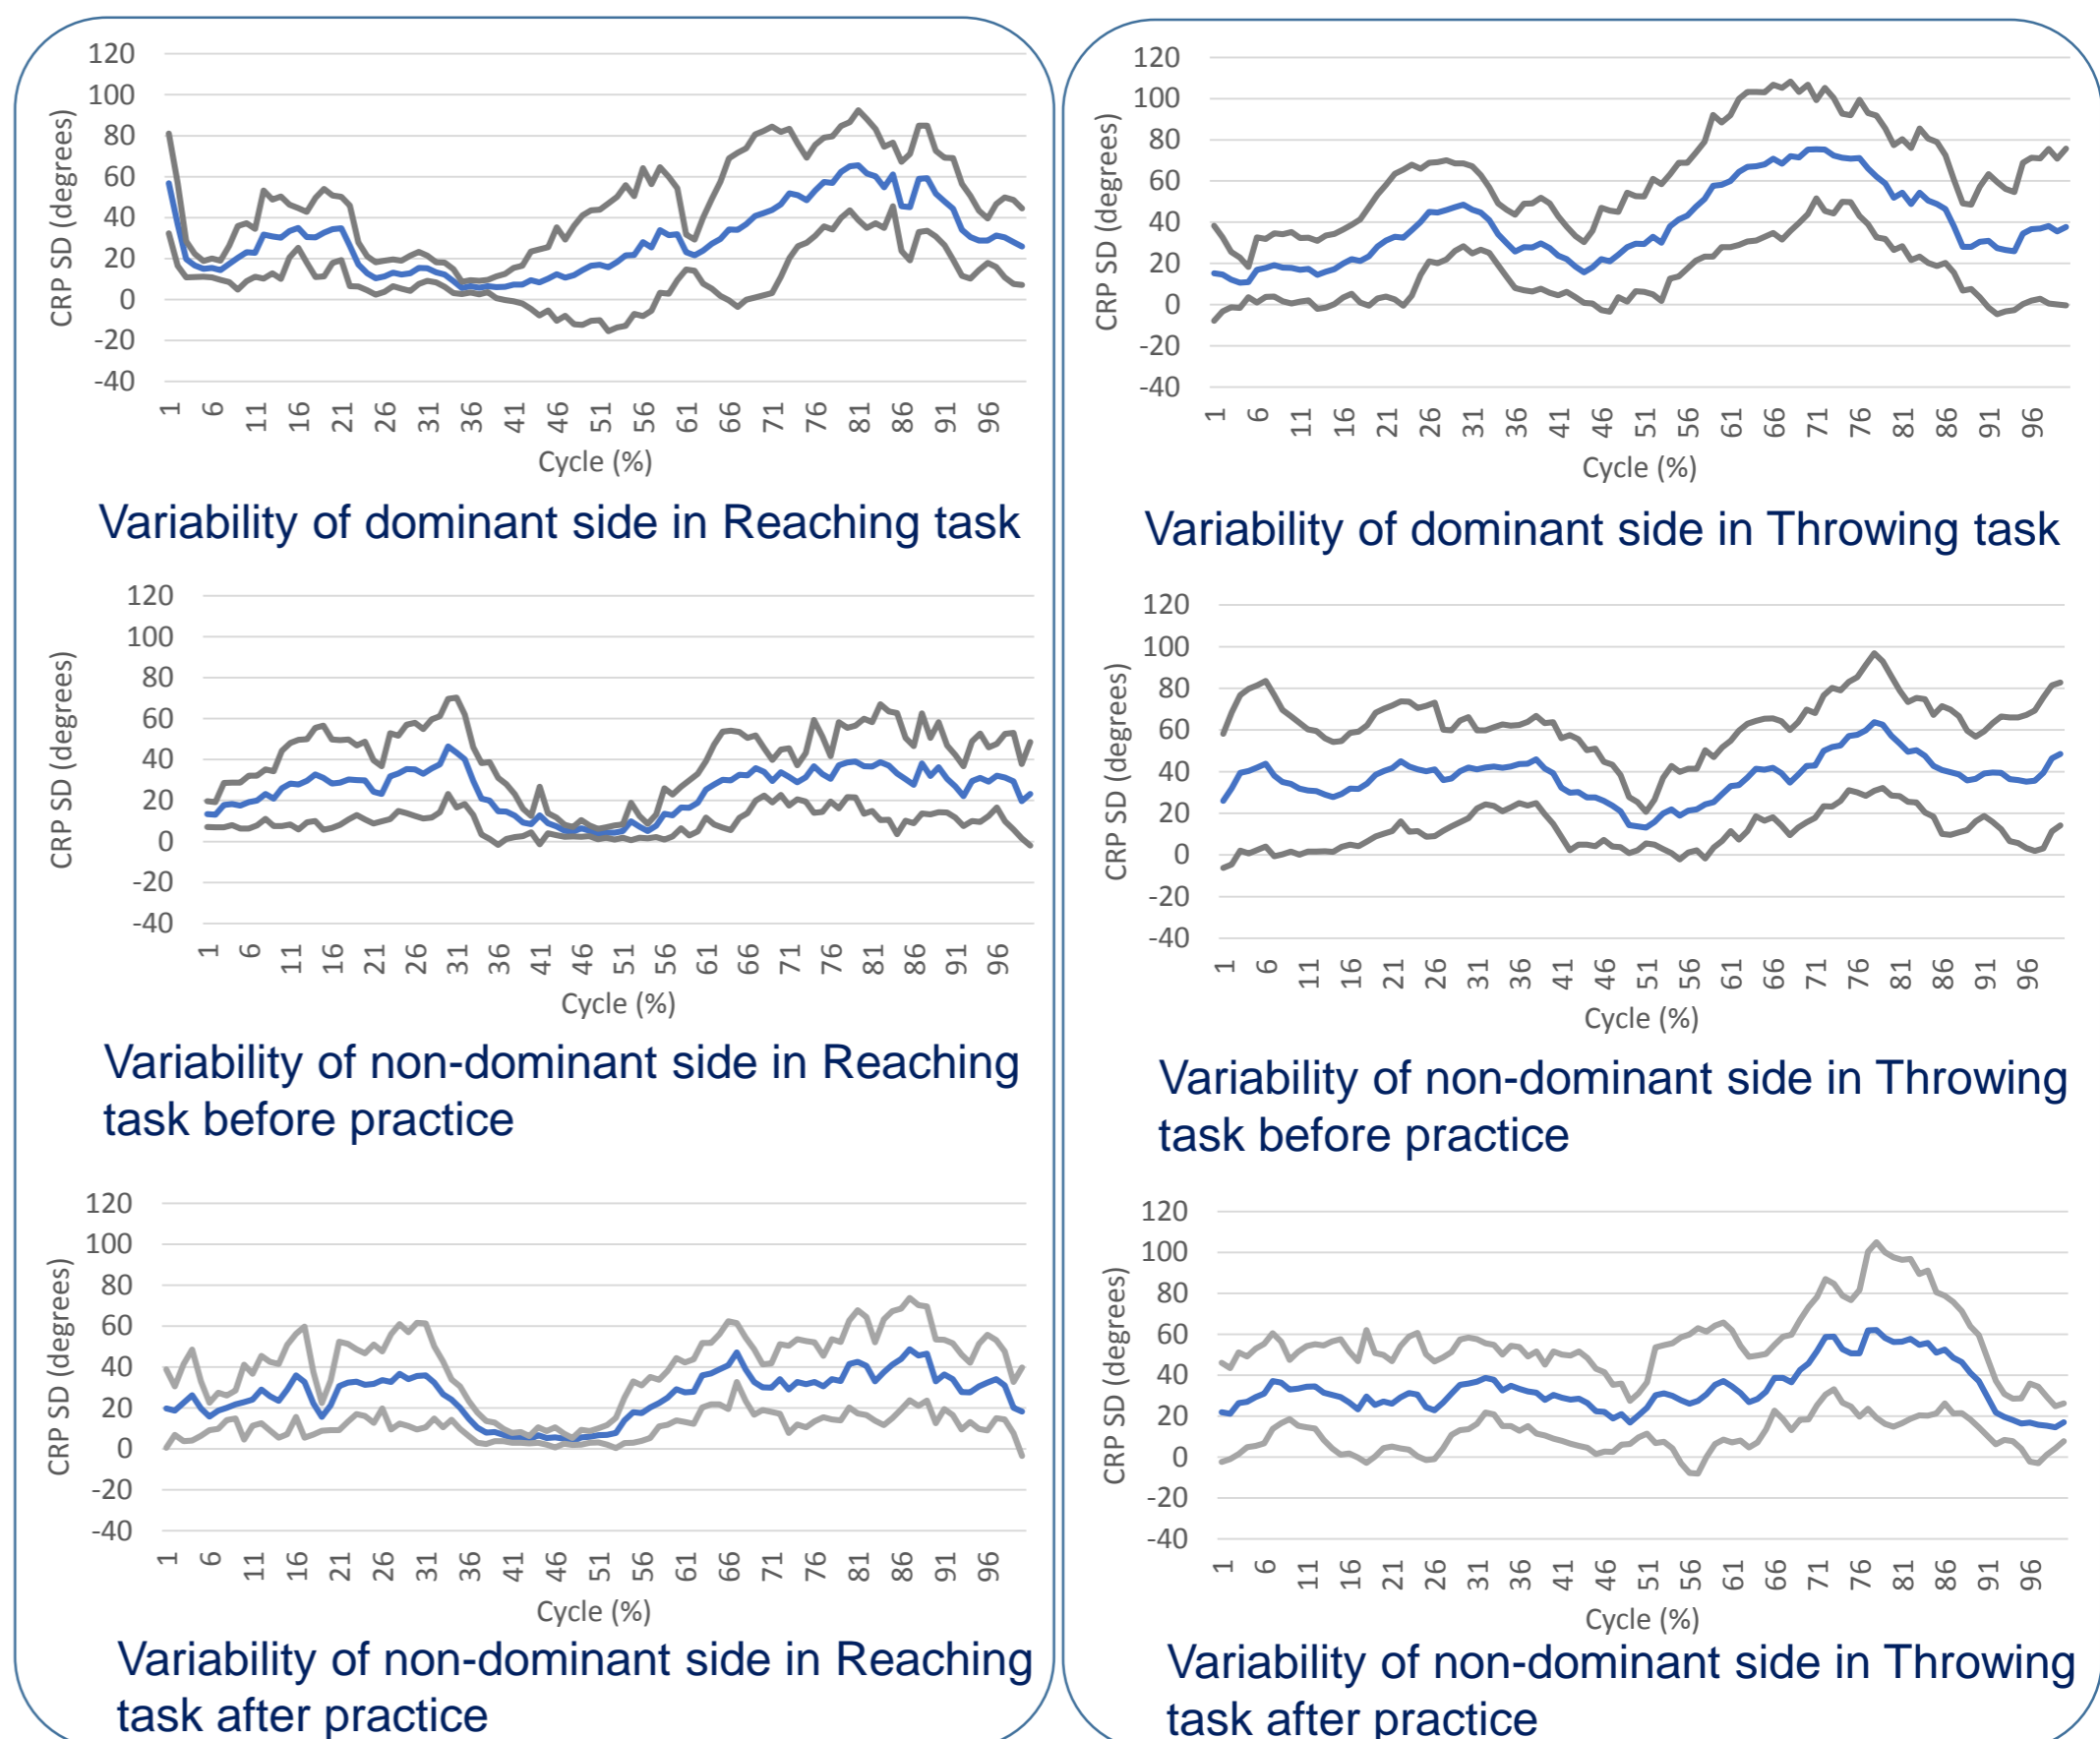 120
100
80
60
40
20
0
-20
-40
CRP SD (degrees)
1 6 11 16 21 26 31 36 41 46 51 56 61 66 71 76 81 86 91 96
Cycle (%)
Variability of dominant side in Reaching task
120
100
80
60
40
20
0
-20
-40
CRP SD (degrees)
1 6 11 16 21 26 31 36 41 46 51 56 61 66 71 76 81 86 91 96
Cycle (%)
Variability of non-dominant side in Reaching
task before practice
120
100
80
60
40
20
0
-20
-40
CRP SD (degrees)
1 6 11 16 21 26 31 36 41 46 51 56 61 66 71 76 81 86 91 96
Cycle (%)
Variability of non-dominant side in Reaching
task after practice
120
100
80
60
40
20
0
-20
-40
CRP SD (degrees)
1 6 11 16 21 26 31 36 41 46 51 56 61 66 71 76 81 86 91 96
Cycle (%)
Variability of dominant side in Throwing task
120
100
80
60
40
20
0
-20
-40
CRP SD (degrees)
1 6 11 16 21 26 31 36 41 46 51 56 61 66 71 76 81 86 91 96
Cycle (%)
Variability of non-dominant side in Throwing
task before practice
120
100
80
60
40
20
0
-20
-40
CRP SD (degrees)
1 6 11 16 21 26 31 36 41 46 51 56 61 66 71 76 81 86 91 96
Cycle (%)
Variability of non-dominant side in Throwing
task after practice